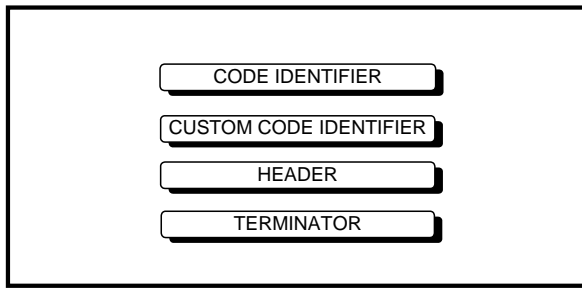 CODE IDENTIFIER
CUSTOM CODE IDENTIFIER
HEADER
TERMINATOR